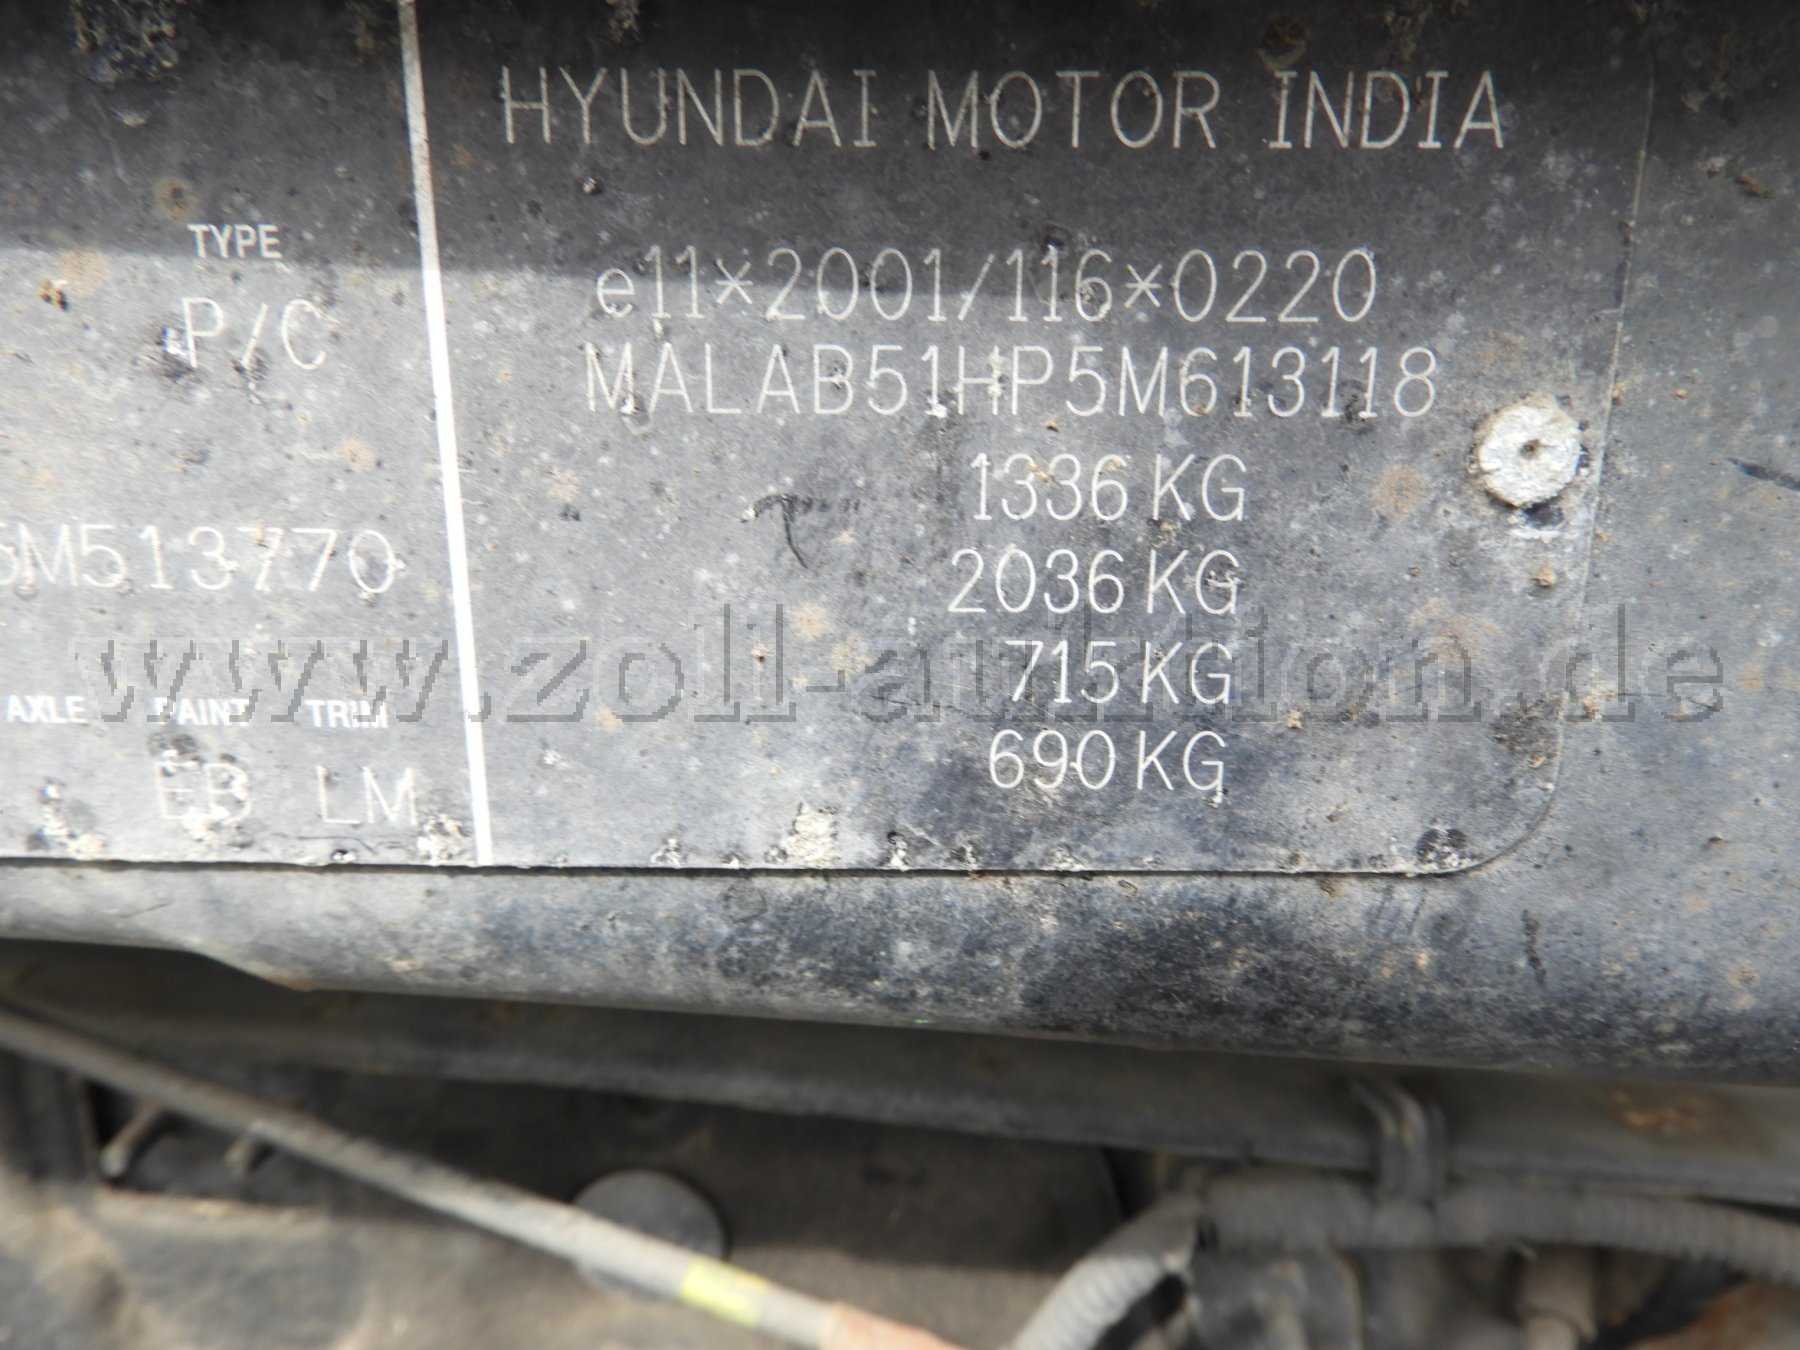 HYUNDAI MOTOR INDIA
TYPE
P/C
e11*2001/116*0220
MALAB51HP5M613118
1336 KG
M513770
2036 KG
www.zoll-auktion.de
715 KG
AXLE PAINT TRIM
690 KG
EB LM